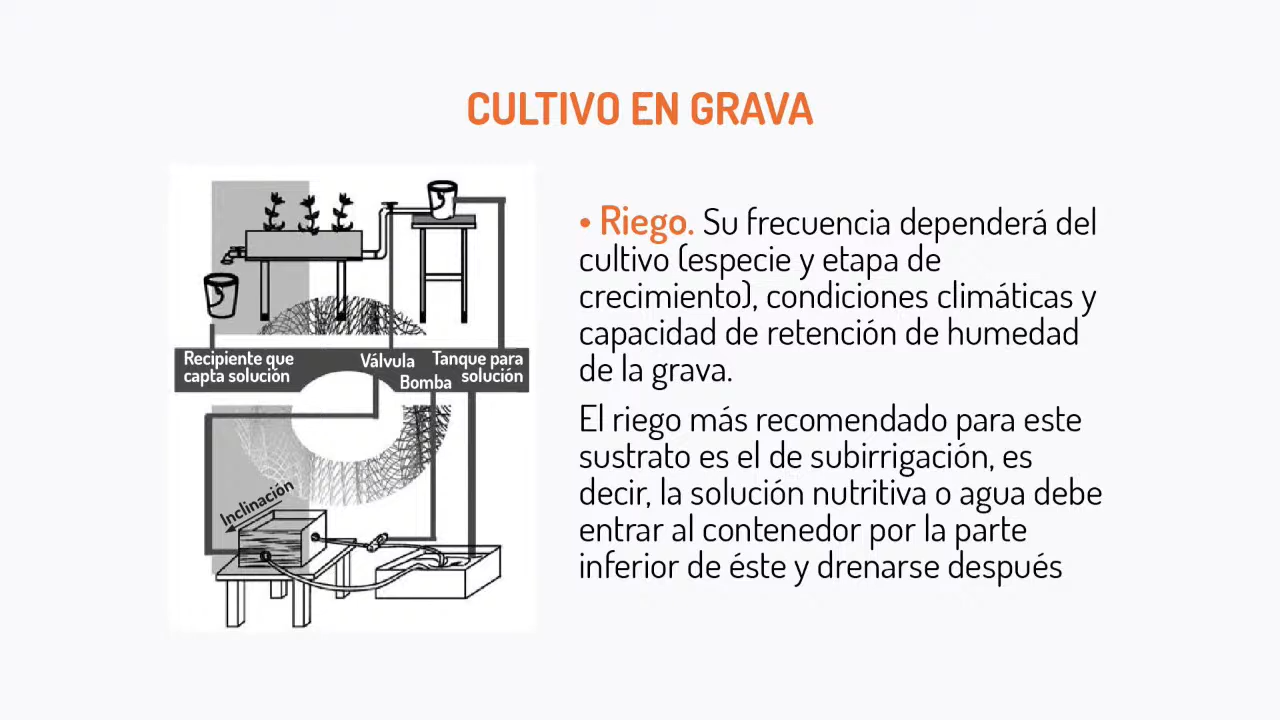 CULTIVO EN GRAVA
Recipiente que
capta solución
Válvula
Bomba
Tanque para
solución
Inclinación
• Riego. Su frecuencia dependerá del
cultivo (especie y etapa de
crecimiento), condiciones climáticas y
capacidad de retención de humedad
de la grava.
El riego más recomendado para este
sustrato es el de subirrigación, es
decir, la solución nutritiva o agua debe
entrar al contenedor por la parte
inferior de éste y drenarse después